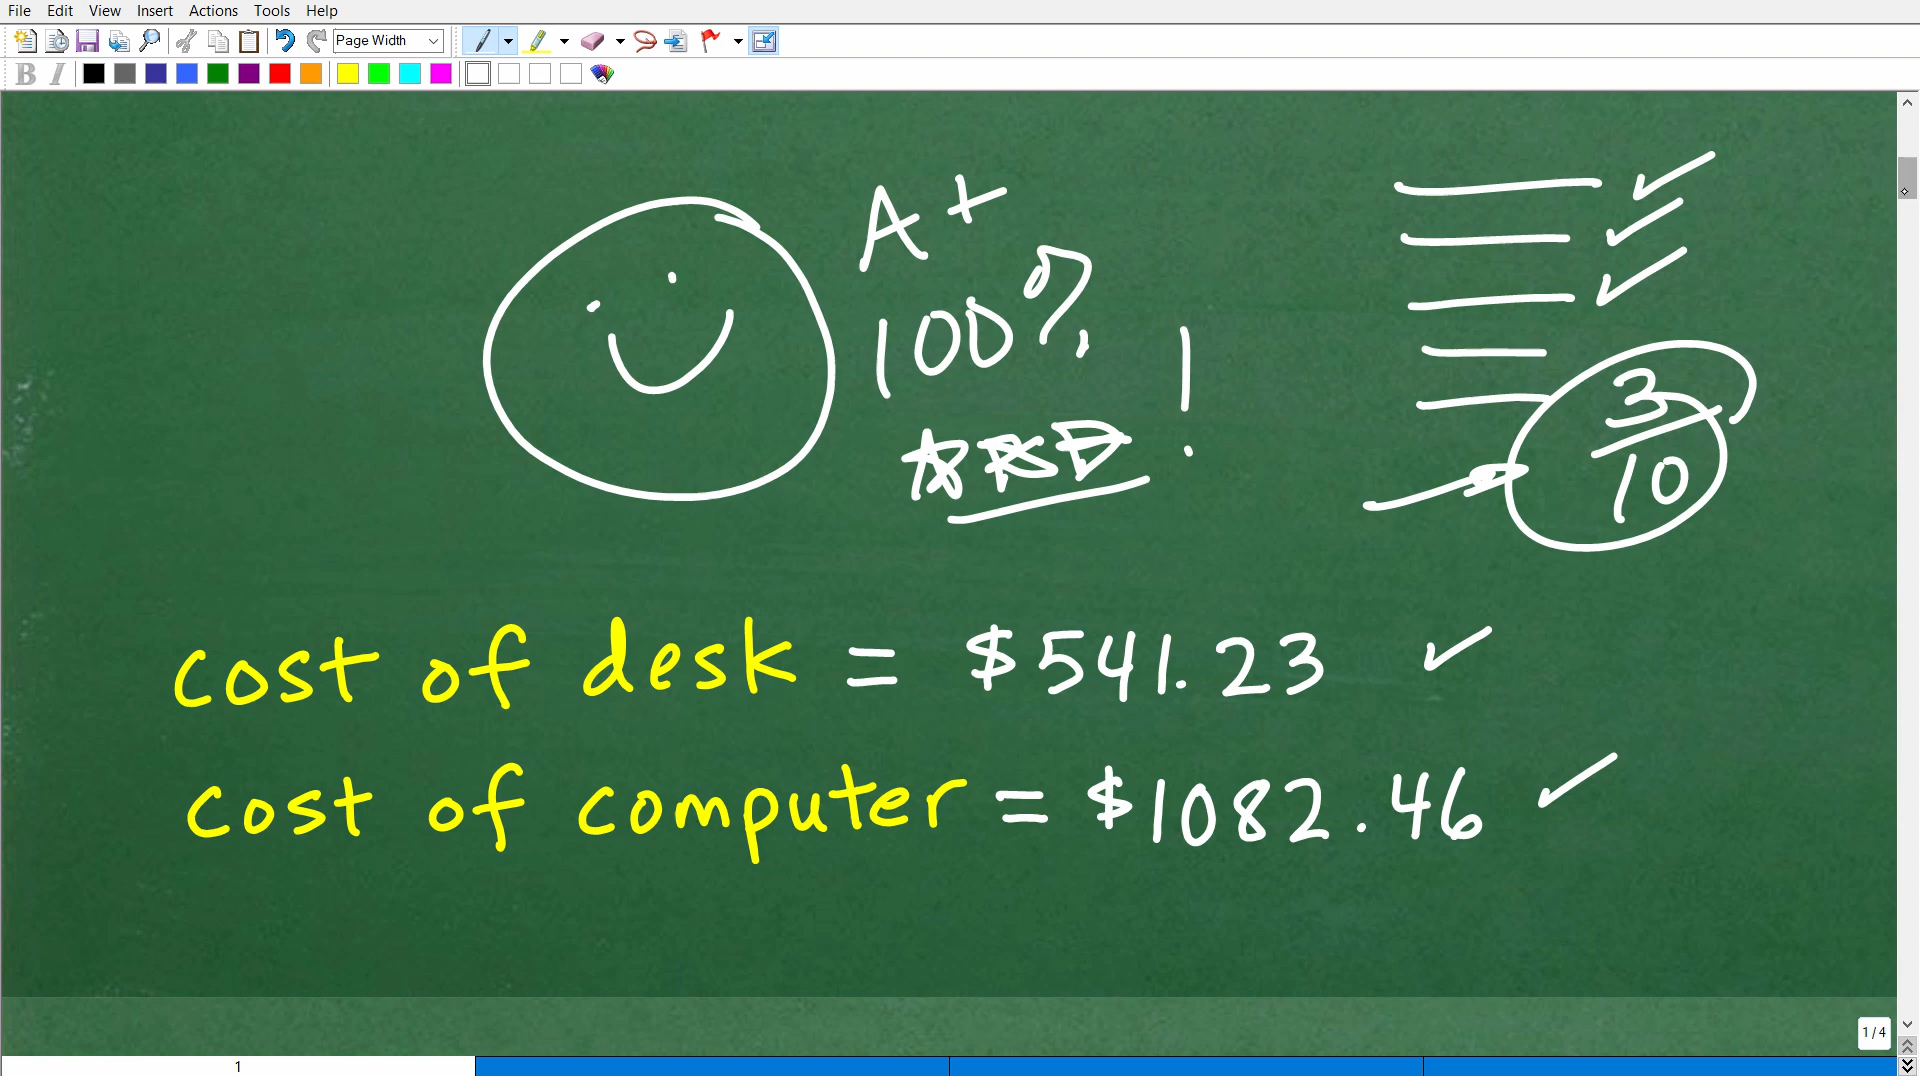 File Edit View Insert Actions Tools Help
Page Width
B I
A+
100%
!
3/10
cost of desk = $541.23
cost of computer = $1082.46
1 / 4
1